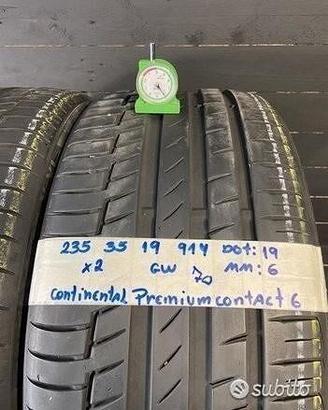 235 35 19 91Y DOT: 19
x2 GW 70 MM: 6
Continental Premium contact 6
subito